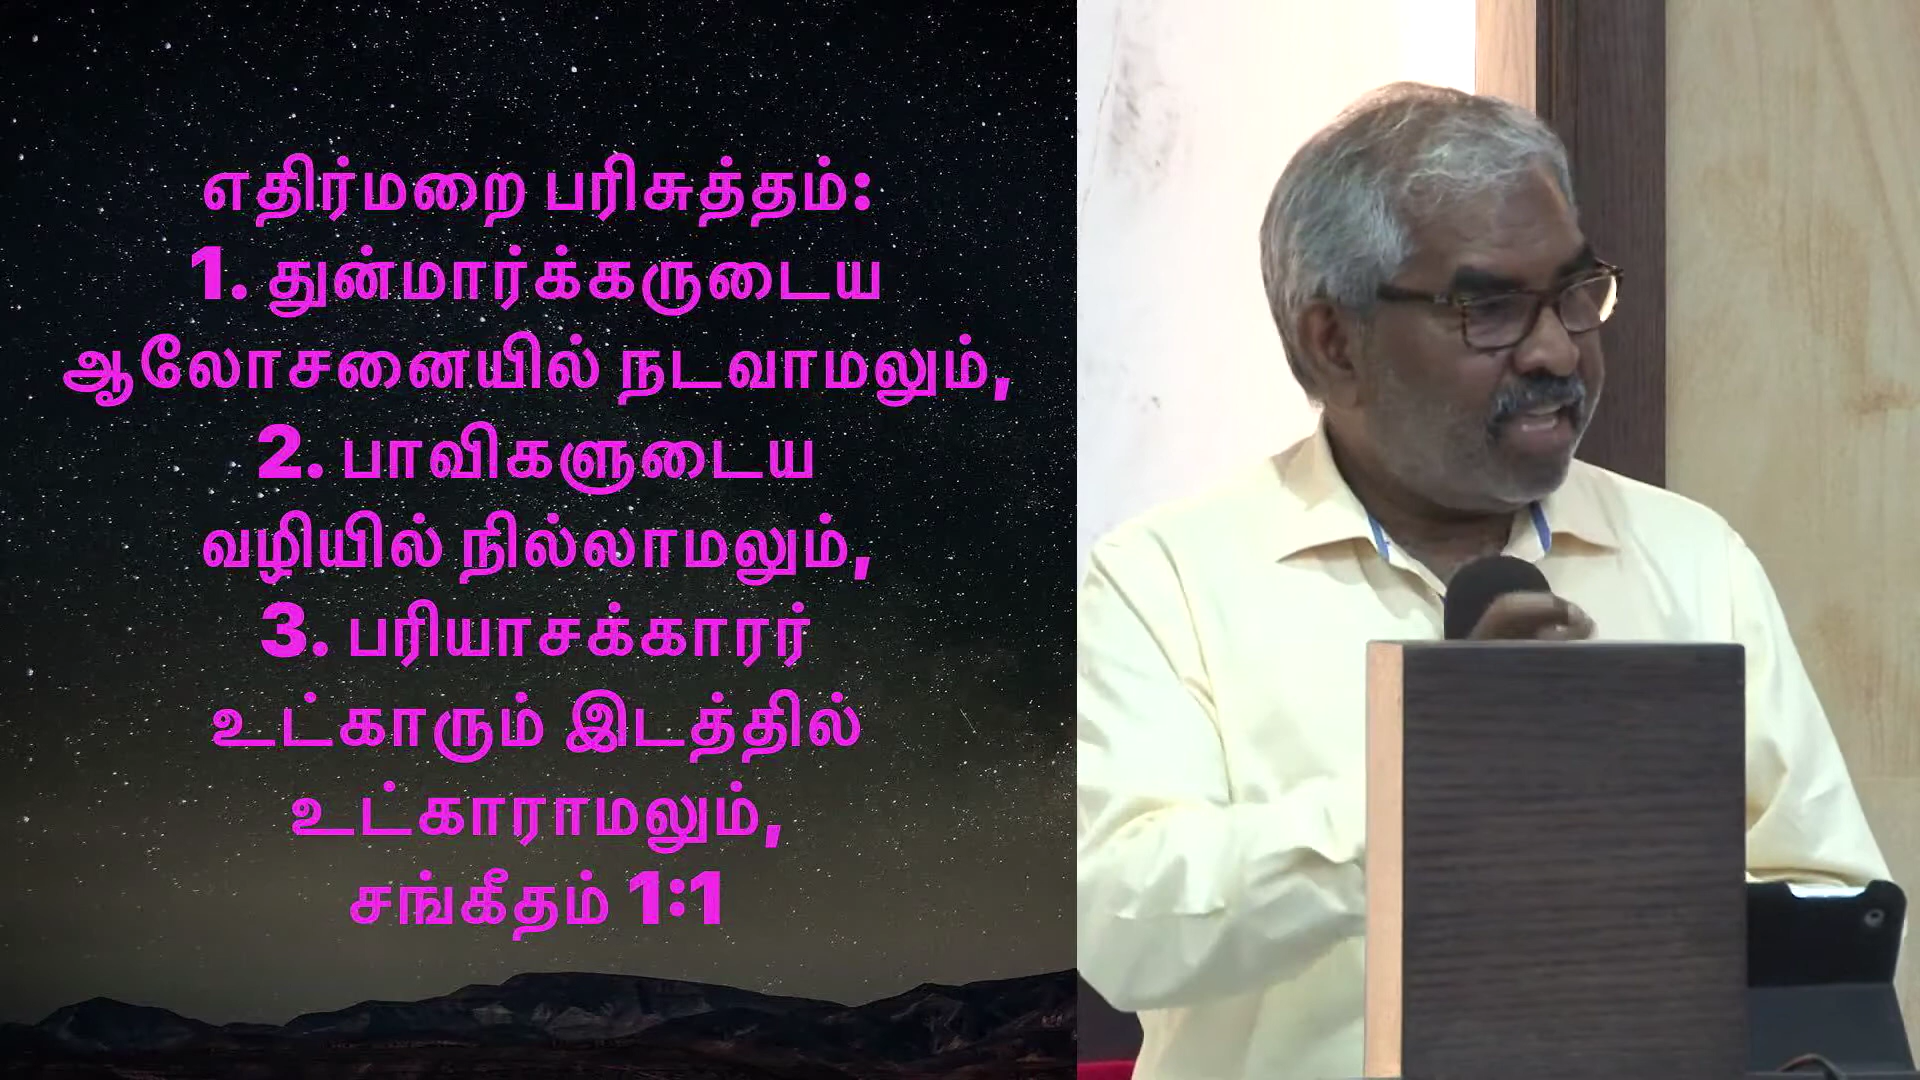 எதிர்மறை பரிசுத்தம்:
1. துன்மார்க்கருடைய
ஆலோசனையில் நடவாமலும்,
2. பாவிகளுடைய
வழியில் நில்லாமலும்,
3. பரியாசக்காரர்
உட்காரும் இடத்தில்
உட்காராமலும்,
சங்கீதம் 1:1